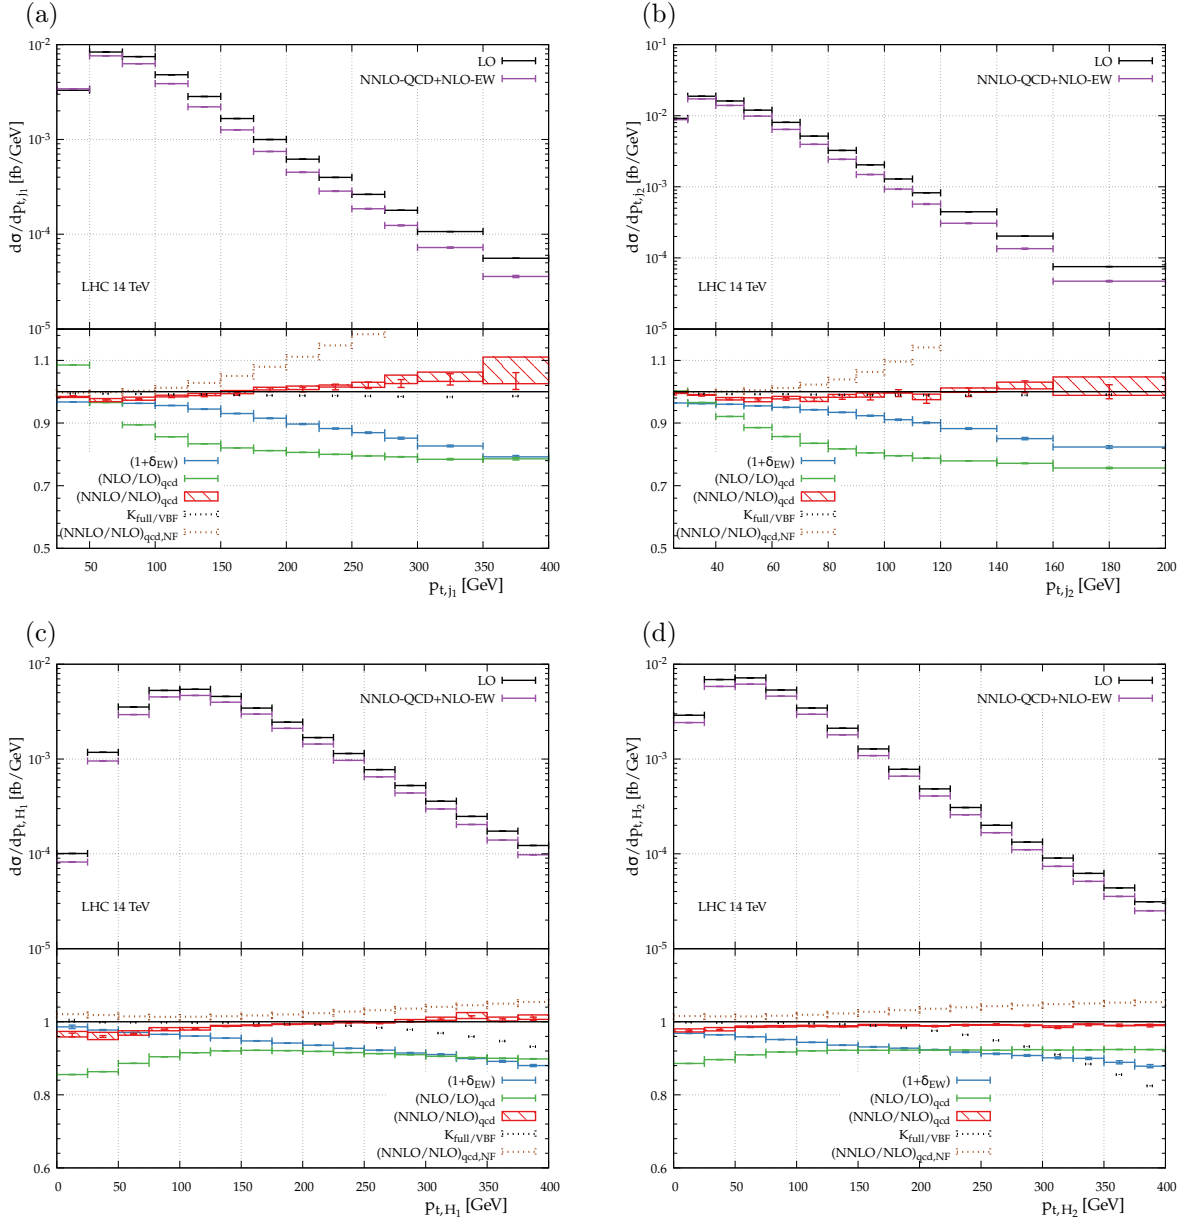 (a)
10⁻²
10⁻³
10⁻⁴
10⁻⁵
dσ/dp_{t,j₁} [fb/GeV]
LO
NNLO-QCD+NLO-EW
LHC 14 TeV
1.1
1
0.9
0.7
0.5
(1+δ_EW)
(NLO/LO)_qcd
(NNLO/NLO)_qcd
K_full/VBF
(NNLO/NLO)_qcd,NF
50 100 150 200 250 300 350 400
p_{t,j₁} [GeV]
(b)
10⁻¹
10⁻²
10⁻³
10⁻⁴
10⁻⁵
dσ/dp_{t,j₂} [fb/GeV]
LO
NNLO-QCD+NLO-EW
LHC 14 TeV
1.1
1
0.9
0.7
0.5
(1+δ_EW)
(NLO/LO)_qcd
(NNLO/NLO)_qcd
K_full/VBF
(NNLO/NLO)_qcd,NF
40 60 80 100 120 140 160 180 200
p_{t,j₂} [GeV]
(c)
10⁻²
10⁻³
10⁻⁴
10⁻⁵
dσ/dp_{t,H₁} [fb/GeV]
LO
NNLO-QCD+NLO-EW
LHC 14 TeV
1
0.8
0.6
(1+δ_EW)
(NLO/LO)_qcd
(NNLO/NLO)_qcd
K_full/VBF
(NNLO/NLO)_qcd,NF
0 50 100 150 200 250 300 350 400
p_{t,H₁} [GeV]
(d)
10⁻²
10⁻³
10⁻⁴
10⁻⁵
dσ/dp_{t,H₂} [fb/GeV]
LO
NNLO-QCD+NLO-EW
LHC 14 TeV
1
0.8
0.6
(1+δ_EW)
(NLO/LO)_qcd
(NNLO/NLO)_qcd
K_full/VBF
(NNLO/NLO)_qcd,NF
0 50 100 150 200 250 300 350 400
p_{t,H₂} [GeV]